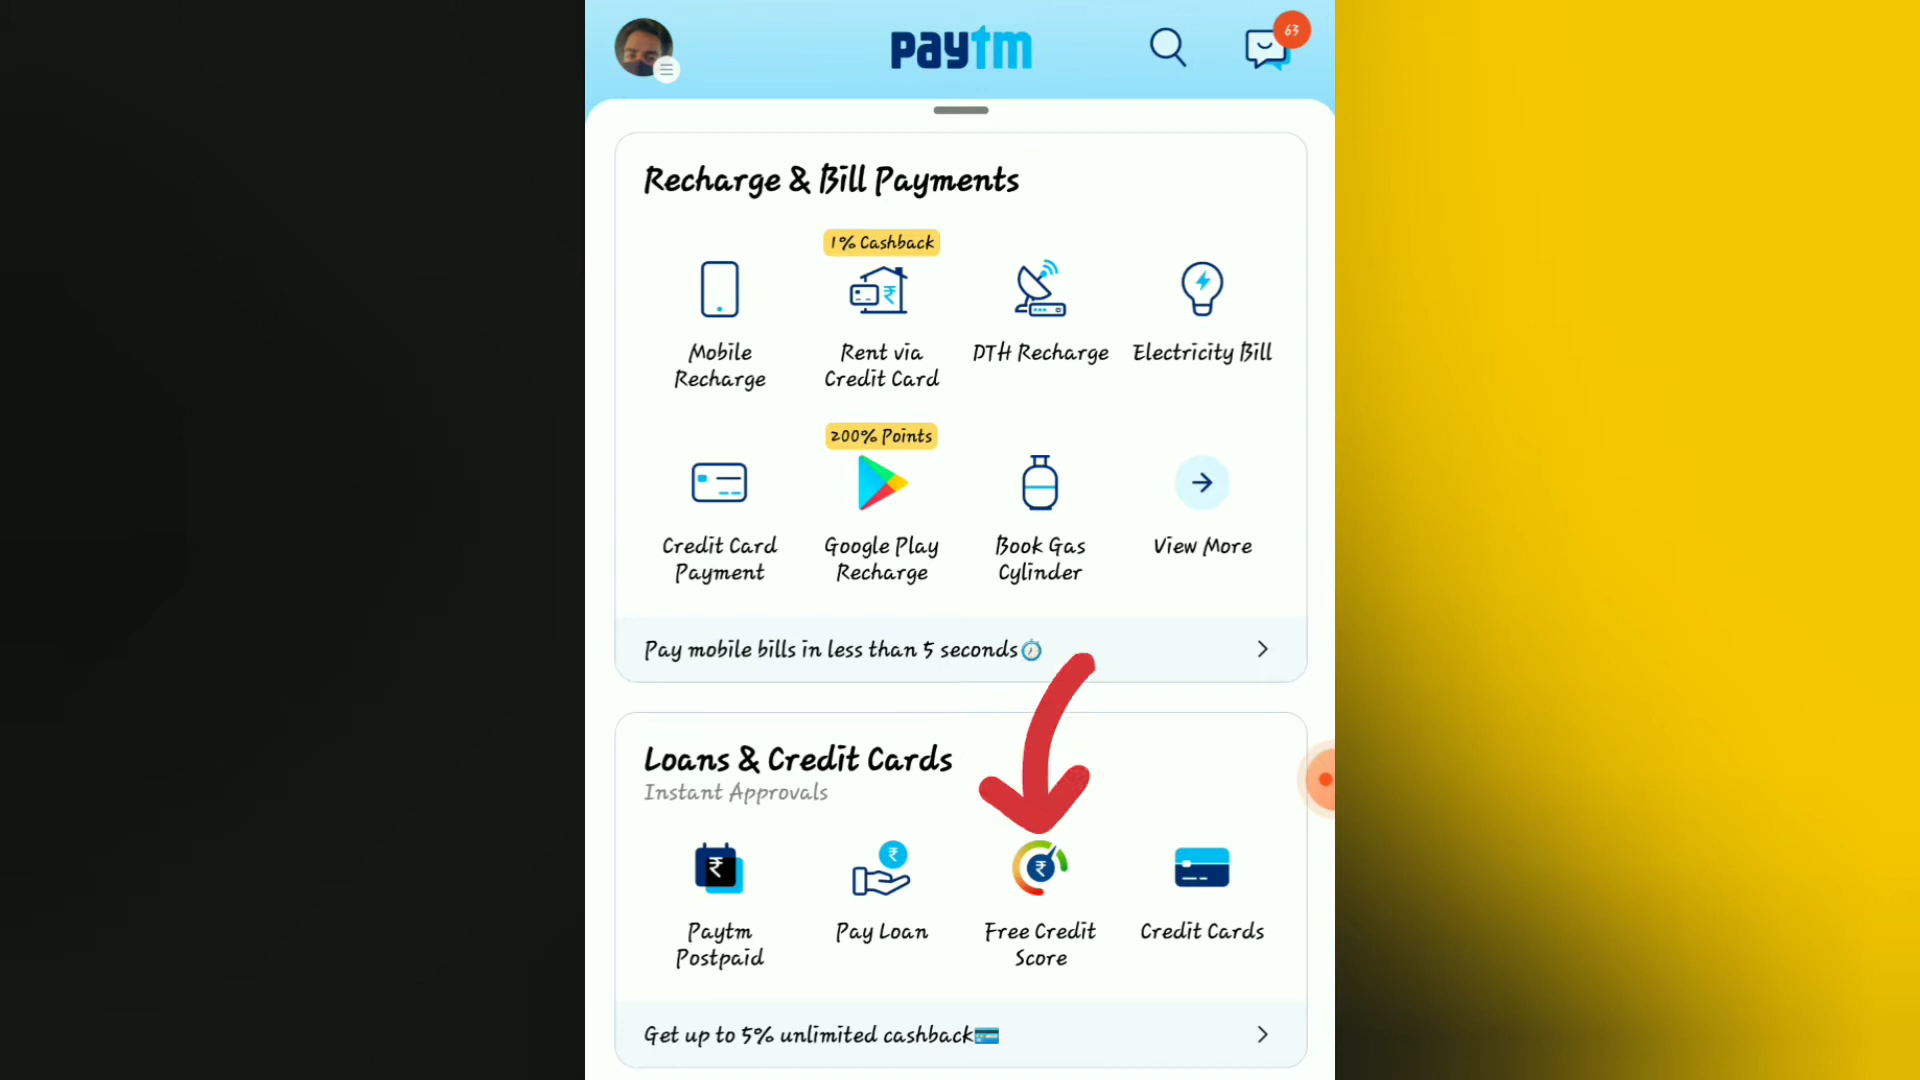 paytm
63
Recharge & Bill Payments
1% Cashback
Mobile
Recharge
Rent via
Credit Card
DTH Recharge
Electricity Bill
200% Points
Credit Card
Payment
Google Play
Recharge
Book Gas
Cylinder
View More
Pay mobile bills in less than 5 seconds⏱️
Loans & Credit Cards
Instant Approvals
Paytm
Postpaid
Pay Loan
Free Credit
Score
Credit Cards
Get up to 5% unlimited cashback💳